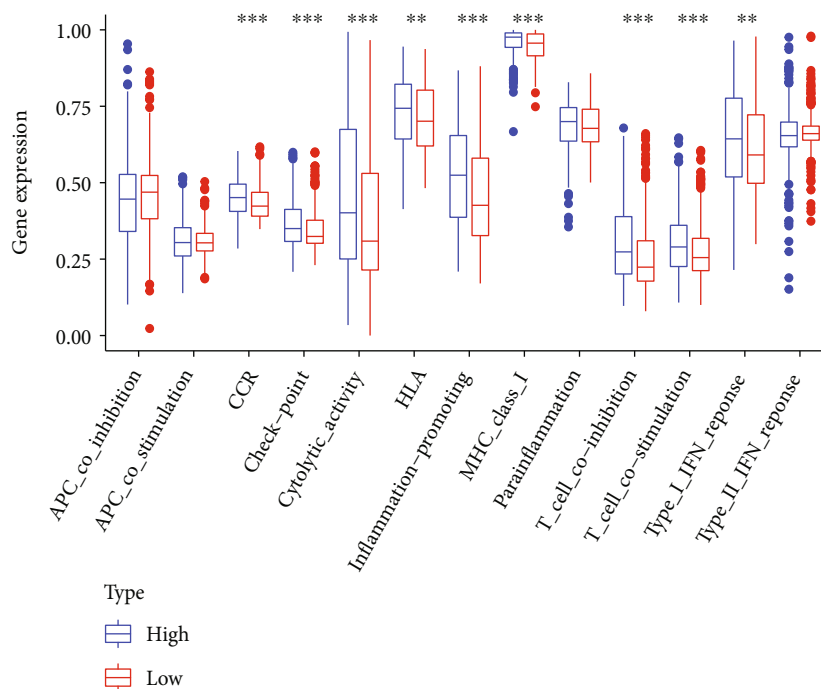 *** *** *** ** *** *** *** *** **
1.00
0.75
0.50
0.25
0.00
Gene expression
APC_co_inhibition
APC_co_stimulation
CCR
Check-point
Cytolytic_activity
HLA
Inflammation-promoting
MHC_class_I
Parainflammation
T_cell_co-inhibition
T_cell_co-stimulation
Type_I_IFN_reponse
Type_II_IFN_reponse
Type
High
Low